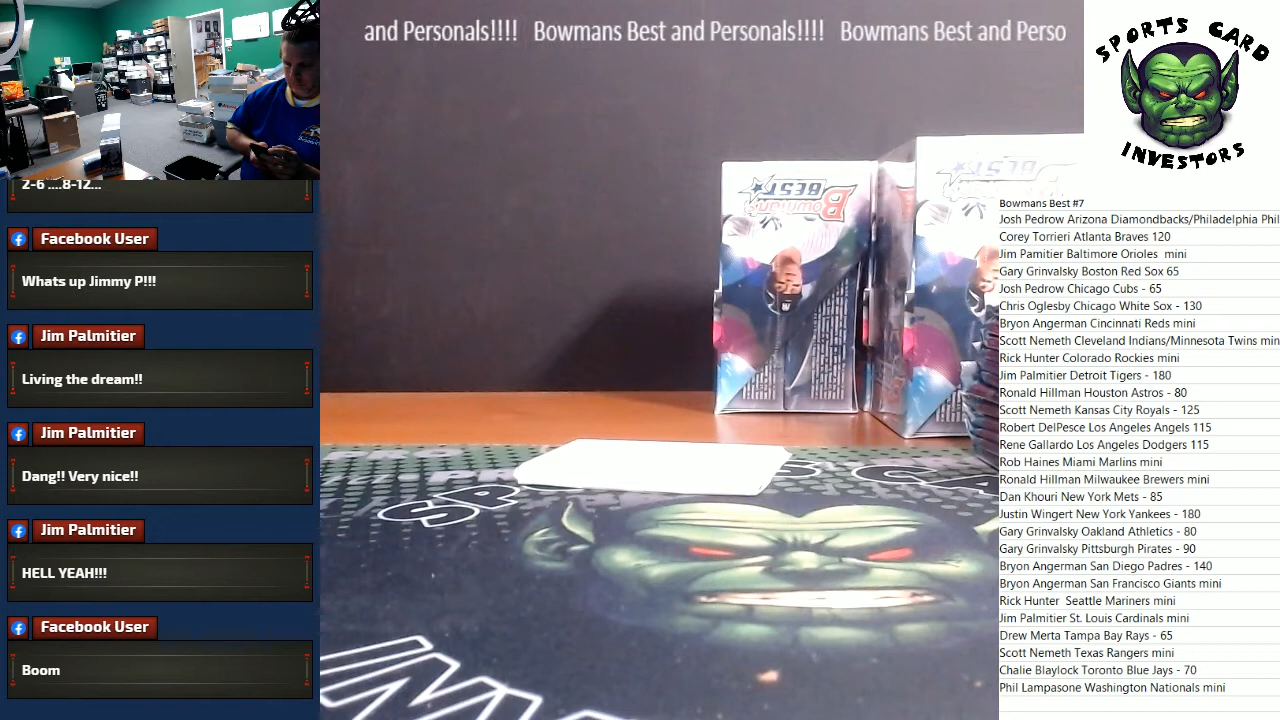 and Personals!!!! Bowmans Best and Personals!!!! Bowmans Best and Perso
SPORTS CARD
INVESTORS
2-6 ....8-12...
Facebook User
Whats up Jimmy P!!!
Jim Palmitier
Living the dream!!
Jim Palmitier
Dang!! Very nice!!
Jim Palmitier
HELL YEAH!!!
Facebook User
Boom
Bowman's
BEST
BEST
SP
S CA
INV
Bowmans Best #7
Josh Pedrow Arizona Diamondbacks/Philadelphia Phil
Corey Torrieri Atlanta Braves 120
Jim Pamitier Baltimore Orioles mini
Gary Grinvalsky Boston Red Sox 65
Josh Pedrow Chicago Cubs - 65
Chris Oglesby Chicago White Sox - 130
Bryon Angerman Cincinnati Reds mini
Scott Nemeth Cleveland Indians/Minnesota Twins min
Rick Hunter Colorado Rockies mini
Jim Palmitier Detroit Tigers - 180
Ronald Hillman Houston Astros - 80
Scott Nemeth Kansas City Royals - 125
Robert DelPesce Los Angeles Angels 115
Rene Gallardo Los Angeles Dodgers 115
Rob Haines Miami Marlins mini
Ronald Hillman Milwaukee Brewers mini
Dan Khouri New York Mets - 85
Justin Wingert New York Yankees - 180
Gary Grinvalsky Oakland Athletics - 80
Gary Grinvalsky Pittsburgh Pirates - 90
Bryon Angerman San Diego Padres - 140
Bryon Angerman San Francisco Giants mini
Rick Hunter Seattle Mariners mini
Jim Palmitier St. Louis Cardinals mini
Drew Merta Tampa Bay Rays - 65
Scott Nemeth Texas Rangers mini
Chalie Blaylock Toronto Blue Jays - 70
Phil Lampasone Washington Nationals mini